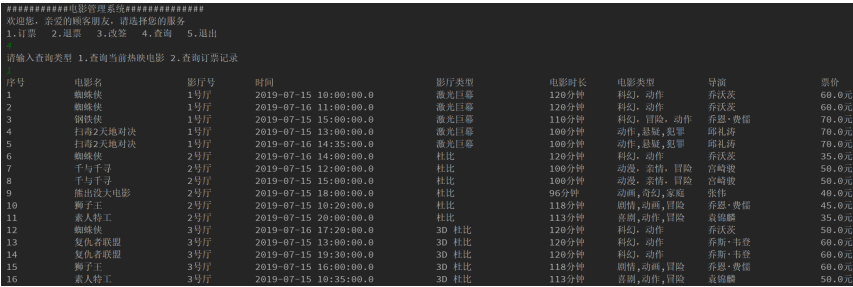 ###########电影管理系统##############
欢迎您，亲爱的顾客朋友，请选择您的服务
1.订票 2.退票 3.改签 4.查询 5.退出
4
请输入查询类型 1.查询当前热映电影 2.查询订票记录
1
序号 电影名 影厅号 时间 影厅类型 电影时长 电影类型 导演 票价
1 蜘蛛侠 1号厅 2019-07-15 10:00:00.0 激光巨幕 120分钟 科幻，动作 乔沃茨 60.0元
2 蜘蛛侠 1号厅 2019-07-16 11:00:00.0 激光巨幕 120分钟 科幻，动作 乔沃茨 60.0元
3 钢铁侠 1号厅 2019-07-15 15:00:00.0 激光巨幕 110分钟 科幻，冒险，动作 乔恩·费儒 70.0元
4 扫毒2天地对决 1号厅 2019-07-15 13:00:00.0 激光巨幕 100分钟 动作,悬疑,犯罪 邱礼涛 70.0元
5 扫毒2天地对决 1号厅 2019-07-16 14:35:00.0 激光巨幕 100分钟 动作,悬疑,犯罪 邱礼涛 70.0元
6 蜘蛛侠 2号厅 2019-07-16 14:00:00.0 杜比 120分钟 科幻，动作 乔沃茨 35.0元
7 千与千寻 2号厅 2019-07-15 12:00:00.0 杜比 100分钟 动漫，亲情，冒险 宫崎骏 50.0元
8 千与千寻 2号厅 2019-07-15 15:00:00.0 杜比 100分钟 动漫，亲情，冒险 宫崎骏 50.0元
9 熊出没大电影 2号厅 2019-07-15 18:00:00.0 杜比 96分钟 动画,奇幻,家庭 张伟 40.0元
10 狮子王 2号厅 2019-07-15 10:20:00.0 杜比 118分钟 剧情,动画,冒险 乔恩·费儒 45.0元
11 素人特工 2号厅 2019-07-15 20:00:00.0 杜比 113分钟 喜剧,动作,冒险 袁锦麟 35.0元
12 蜘蛛侠 3号厅 2019-07-16 17:20:00.0 3D 杜比 120分钟 科幻，动作 乔沃茨 50.0元
13 复仇者联盟 3号厅 2019-07-15 13:00:00.0 3D 杜比 120分钟 科幻，动作 乔斯·韦登 60.0元
14 复仇者联盟 3号厅 2019-07-15 19:30:00.0 3D 杜比 120分钟 科幻，动作 乔斯·韦登 60.0元
15 狮子王 3号厅 2019-07-15 16:00:00.0 3D 杜比 118分钟 剧情,动画,冒险 乔恩·费儒 60.0元
16 素人特工 3号厅 2019-07-15 10:35:00.0 3D 杜比 113分钟 喜剧,动作,冒险 袁锦麟 50.0元